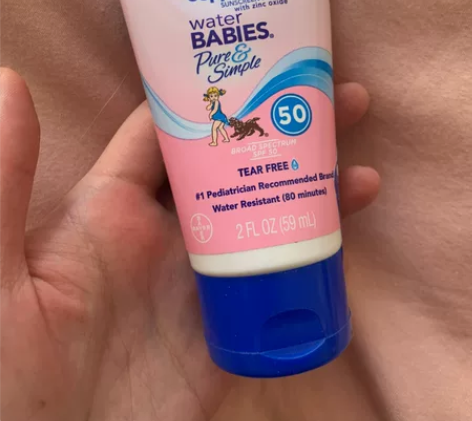 SUNSCREEN
with zinc oxide
water
BABIES®
Pure &
Simple
50
BROAD SPECTRUM
SPF 50
TEAR FREE
#1 Pediatrician Recommended Brand
Water Resistant (80 minutes)
BAYER
2 FL OZ (59 mL)